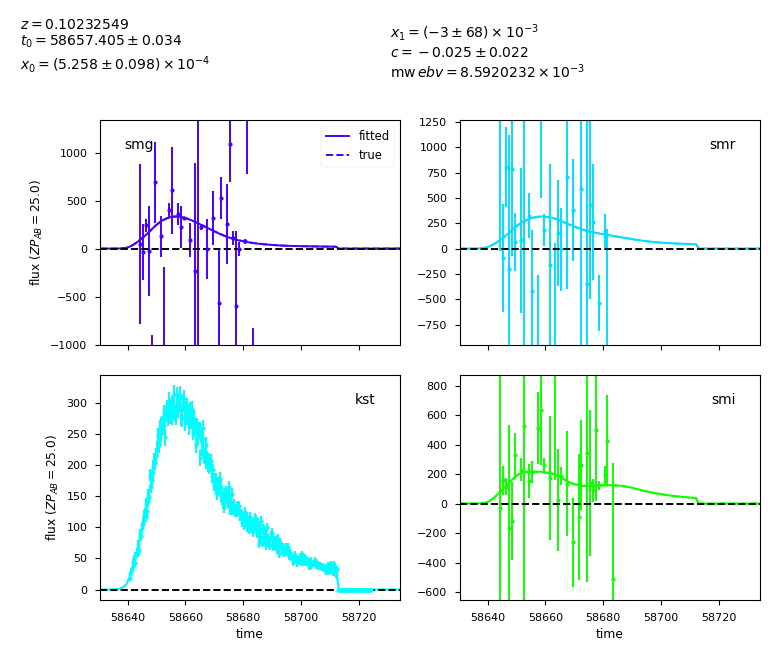 z = 0.10232549
t₀ = 58657.405 ± 0.034
x₀ = (5.258 ± 0.098) × 10⁻⁴
x₁ = (−3 ± 68) × 10⁻³
c = −0.025 ± 0.022
mw ebv = 8.5920232 × 10⁻³
smg
fitted
true
1000
500
0
−500
−1000
flux (ZP_AB = 25.0)
smr
1250
1000
750
500
250
0
−250
−500
−750
kst
300
250
200
150
100
50
0
flux (ZP_AB = 25.0)
58640 58660 58680 58700 58720
time
smi
800
600
400
200
0
−200
−400
−600
58640 58660 58680 58700 58720
time